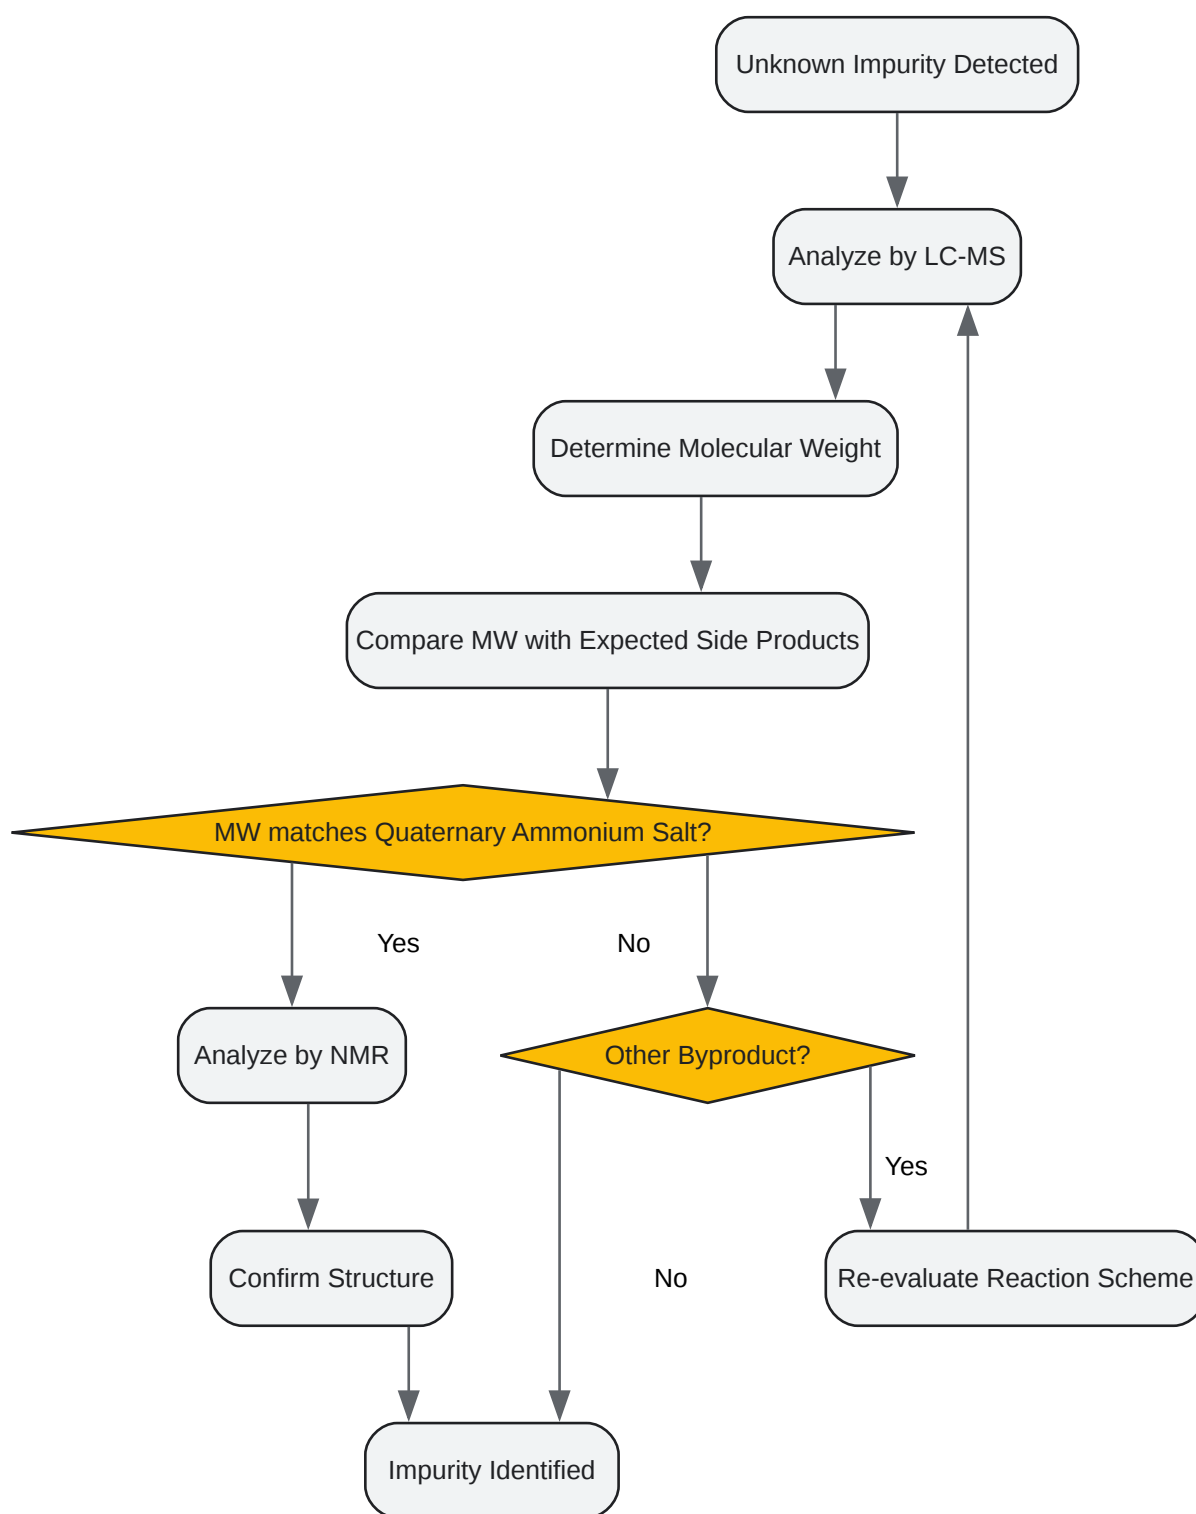 Unknown Impurity Detected
Analyze by LC-MS
Determine Molecular Weight
Compare MW with Expected Side Products
MW matches Quaternary Ammonium Salt?
Yes
No
Analyze by NMR
Other Byproduct?
Yes
Confirm Structure
No
Re-evaluate Reaction Scheme
Impurity Identified